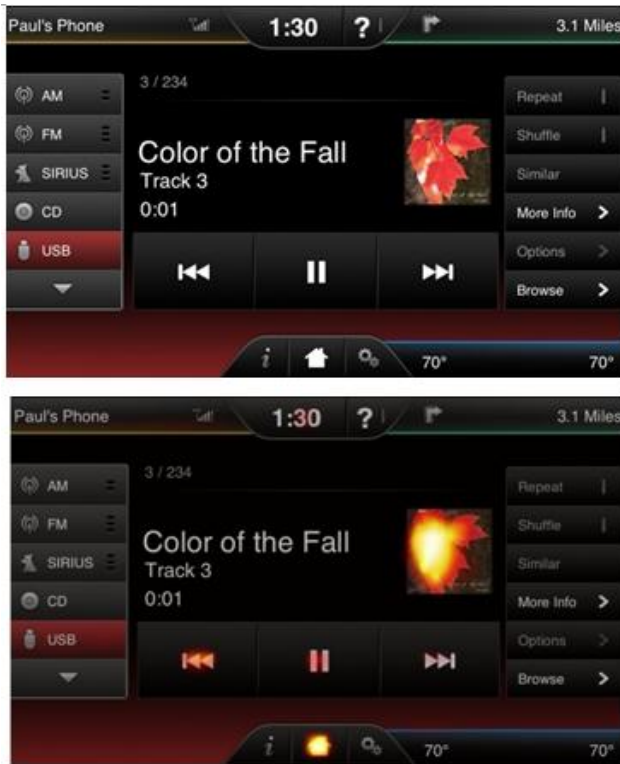 Paul's Phone 1:30 ? 3.1 Miles
3 / 234
AM
FM
SIRIUS
CD
USB
Color of the Fall
Track 3
0:01
Repeat
Shuffle
Similar
More Info >
Options >
Browse >
i 70° 70°
Paul's Phone 1:30 ? 3.1 Miles
3 / 234
AM
FM
SIRIUS
CD
USB
Color of the Fall
Track 3
0:01
Repeat
Shuffle
Similar
More Info >
Options >
Browse >
i 70° 70°